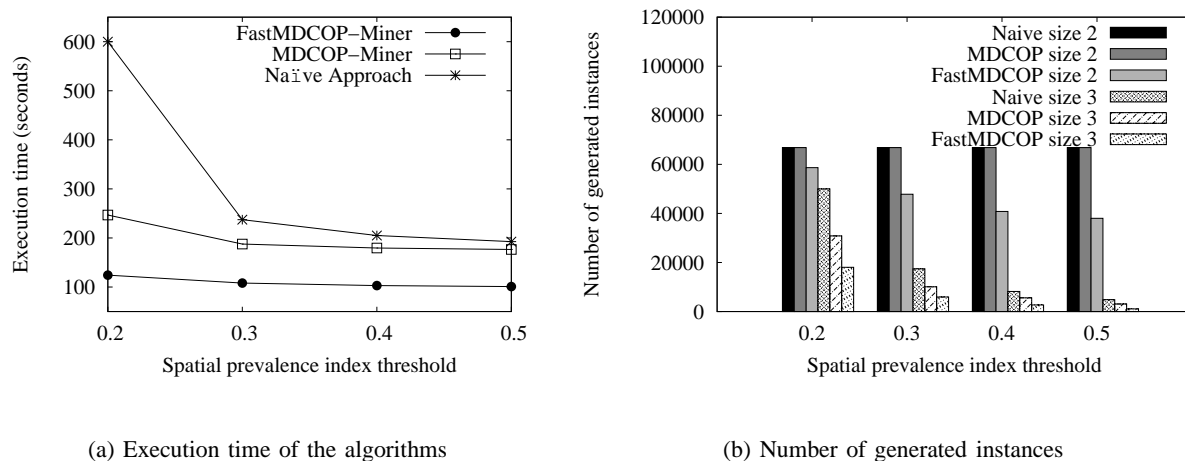 Execution time (seconds)
600
500
400
300
200
100
0.2
0.3
0.4
0.5
Spatial prevalence index threshold
FastMDCOP−Miner
MDCOP−Miner
Naïve Approach
(a) Execution time of the algorithms
Number of generated instances
120000
100000
80000
60000
40000
20000
0
0.2
0.3
0.4
0.5
Spatial prevalence index threshold
Naive size 2
MDCOP size 2
FastMDCOP size 2
Naive size 3
MDCOP size 3
FastMDCOP size 3
(b) Number of generated instances